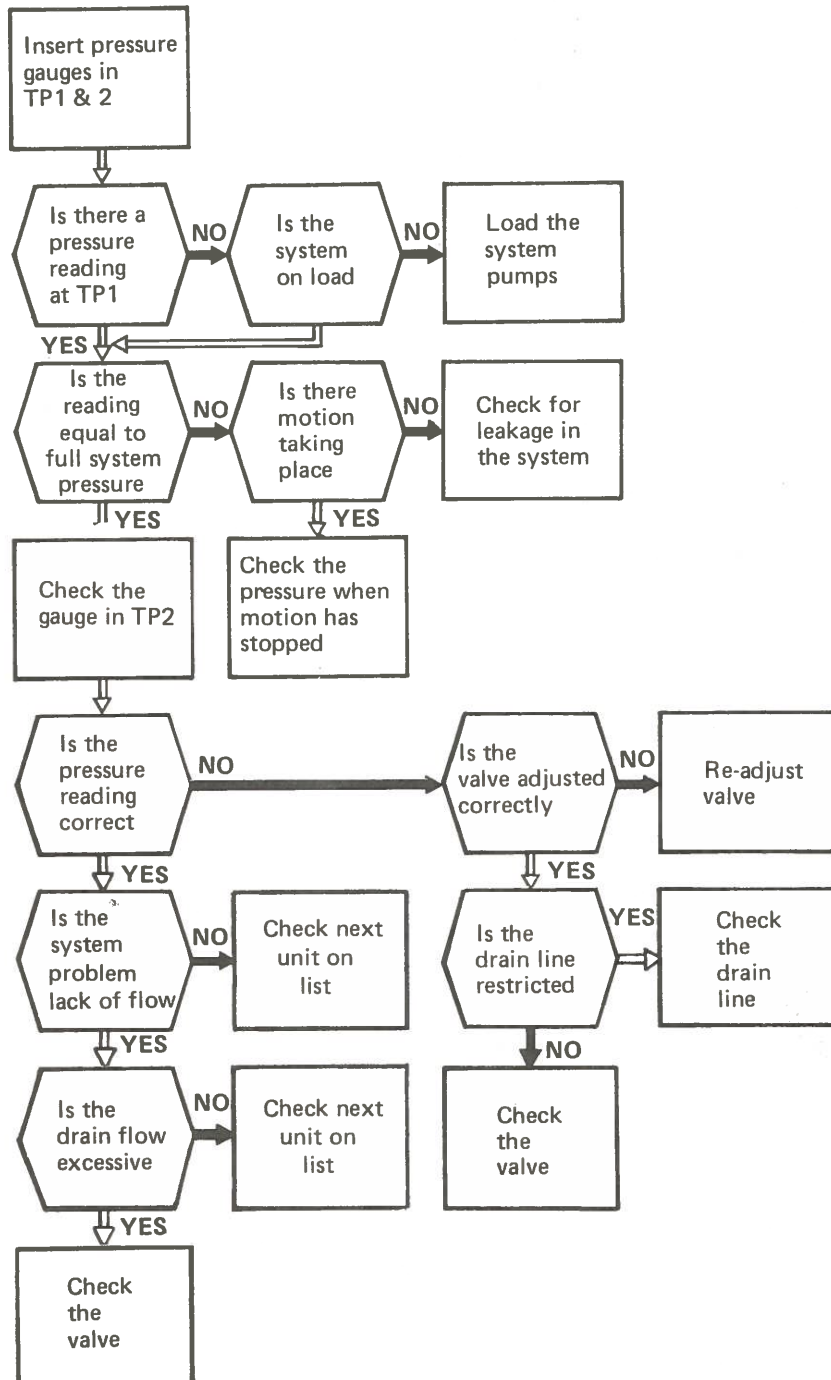 Insert pressure
gauges in
TP1 & 2
Is there a
pressure
reading
at TP1
NO
Is the
system
on load
NO
Load the
system
pumps
YES
Is the
reading
equal to
full system
pressure
NO
Is there
motion
taking
place
NO
Check for
leakage in
the system
YES
YES
Check the
gauge in TP2
Check the
pressure when
motion has
stopped
Is the
pressure
reading
correct
NO
Is the
valve adjusted
correctly
NO
Re-adjust
valve
YES
YES
Is the
system
problem
lack of flow
NO
Check next
unit on
list
Is the
drain line
restricted
YES
Check
the
drain
line
YES
NO
Is the
drain flow
excessive
NO
Check next
unit on
list
Check
the
valve
YES
Check
the
valve